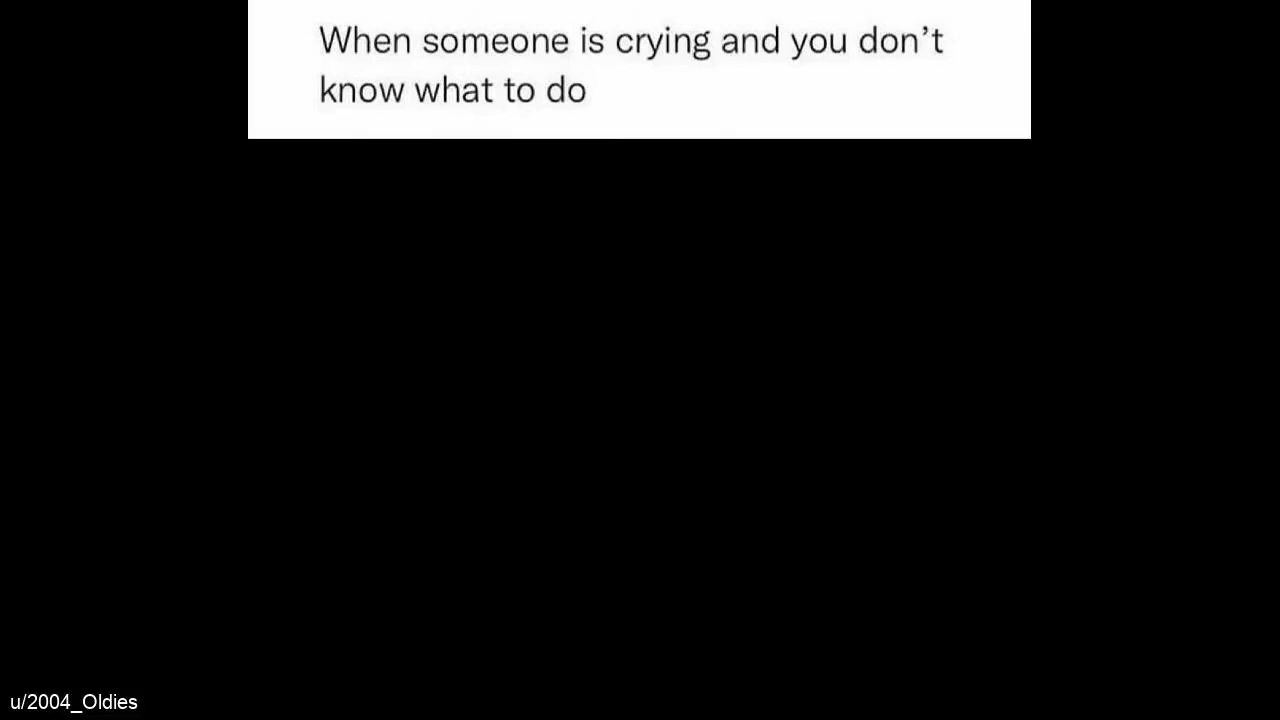 When someone is crying and you don’t
know what to do
u/2004_Oldies